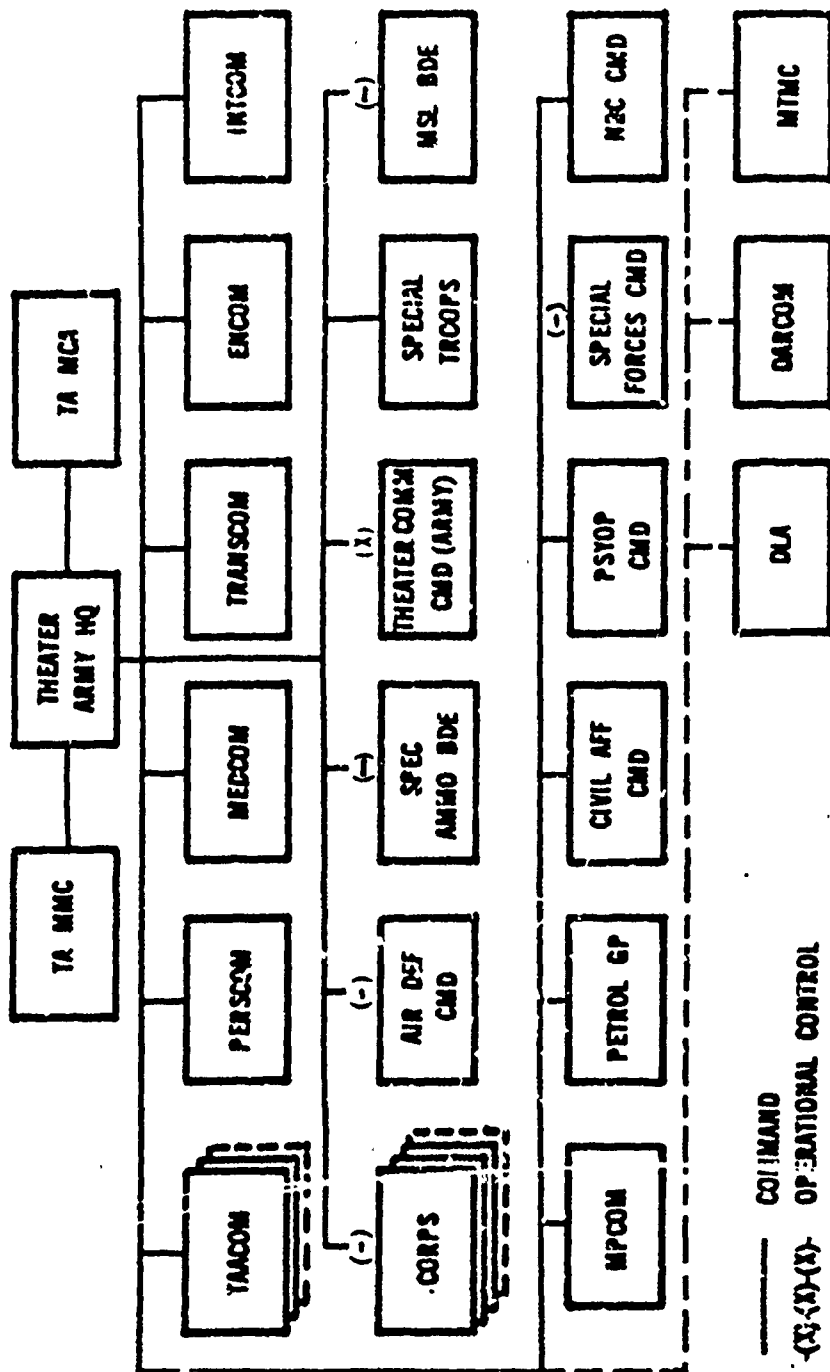 TA MMC
THEATER
ARMY HQ
TA MCA
TAACOM
PERSCOM
MEDCOM
TRANSCOM
ENCOM
INTCOM
(-)
(-)
(-)
(X)
(-)
CORPS
AIR DEF
CMD
SPEC
AMMO BDE
THEATER COMM
CMD (ARMY)
SPECIAL
TROOPS
MSL BDE
(-)
MPCOM
PETROL GP
CIVIL AFF
CMD
PSYOP
CMD
SPECIAL
FORCES CMD
NBC CMD
DLA
DARCOM
MTMC
COMMAND
-(X)-(X)-(X)- OPERATIONAL CONTROL